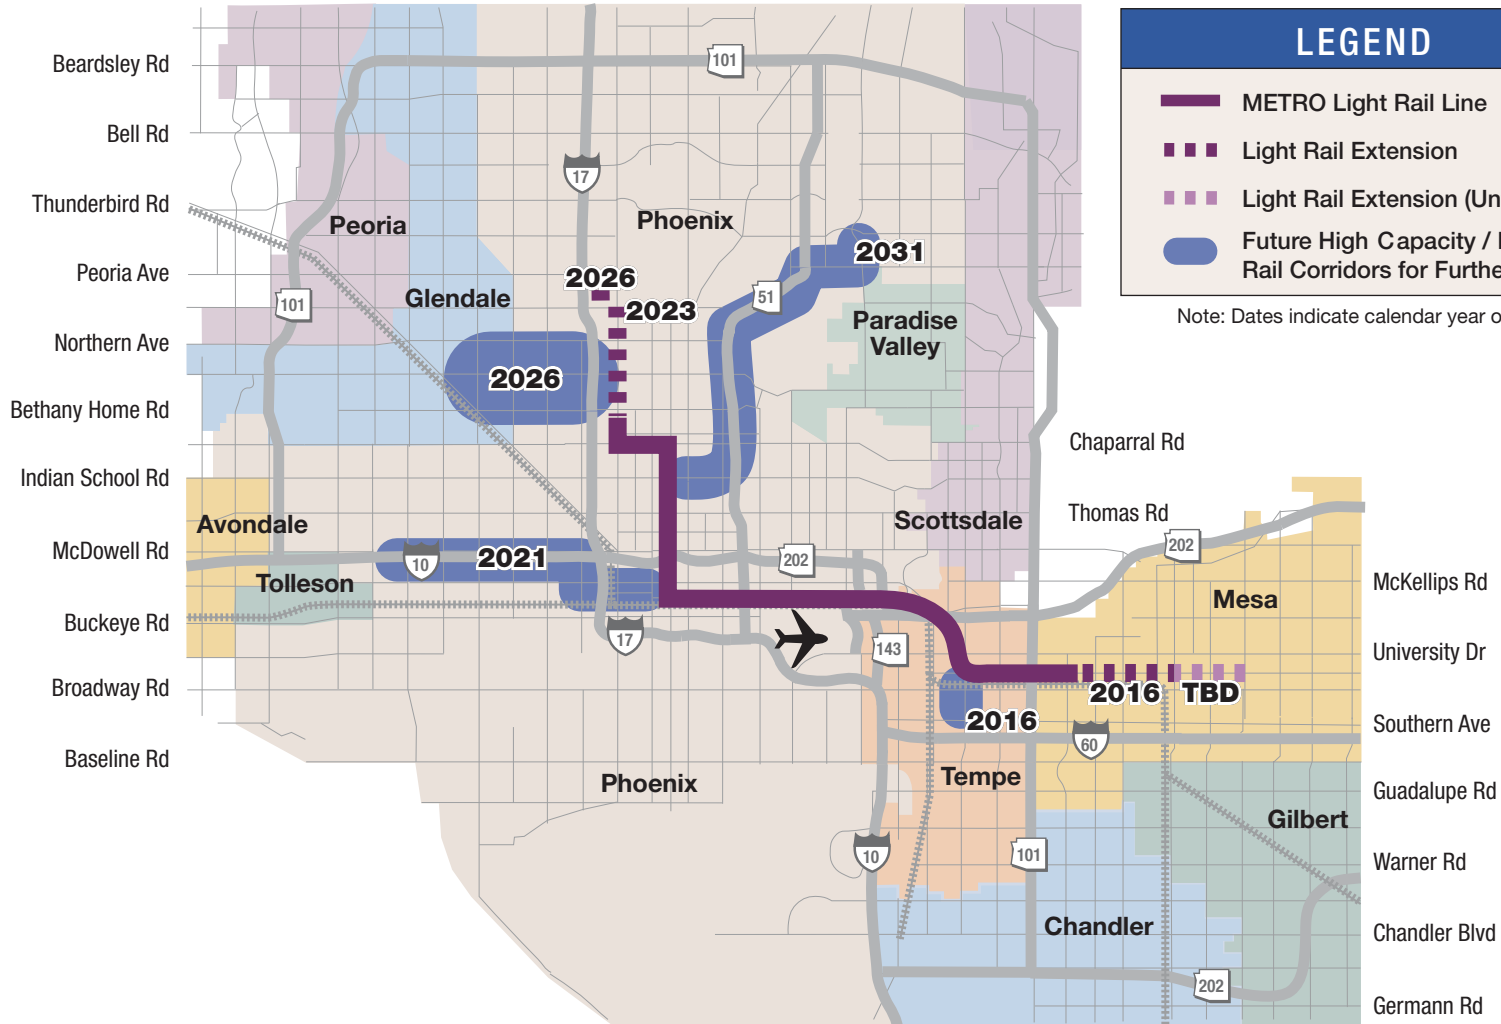 Beardsley Rd
Bell Rd
Thunderbird Rd
Peoria Ave
Northern Ave
Bethany Home Rd
Indian School Rd
McDowell Rd
Buckeye Rd
Broadway Rd
Baseline Rd
101
17
Peoria
Phoenix
2031
2026
101
Glendale
51
2023
Paradise
Valley
2026
Avondale
Scottsdale
10
2021
202
Tolleson
17
143
2016
60
Phoenix
Tempe
10
101
Chandler
202
Chaparral Rd
Thomas Rd
202
Mesa
2016
TBD
Gilbert
McKellips Rd
University Dr
Southern Ave
Guadalupe Rd
Warner Rd
Chandler Blvd
Germann Rd
LEGEND
METRO Light Rail Line
Light Rail Extension
Light Rail Extension (Un
Future High Capacity /
Rail Corridors for Furthe
Note: Dates indicate calendar year o